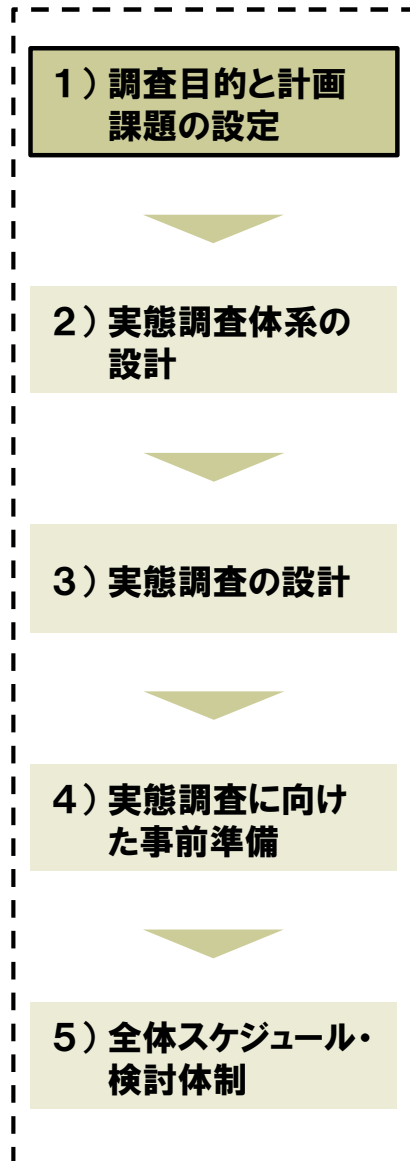 1）調査目的と計画
課題の設定
2）実態調査体系の
設計
3）実態調査の設計
4）実態調査に向け
た事前準備
5）全体スケジュール・
検討体制